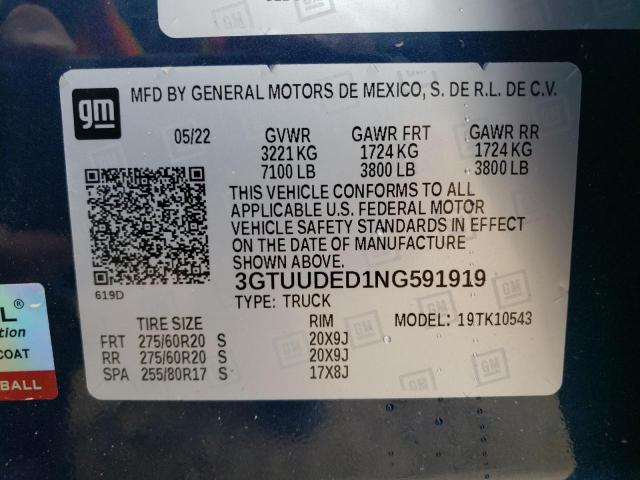 gm
MFD BY GENERAL MOTORS DE MEXICO, S. DE R.L. DE C.V.
05/22 GVWR GAWR FRT GAWR RR
3221 KG 1724 KG 1724 KG
7100 LB 3800 LB 3800 LB
THIS VEHICLE CONFORMS TO ALL
APPLICABLE U.S. FEDERAL MOTOR
VEHICLE SAFETY STANDARDS IN EFFECT
ON THE DATE OF MANUFACTURE
SHOWN ABOVE.
619D
3GTUUDED1NG591919
TYPE: TRUCK
TIRE SIZE RIM MODEL: 19TK10543
FRT 275/60R20 S 20X9J
RR 275/60R20 S 20X9J
SPA 255/80R17 S 17X8J
L®
COAT
BALL